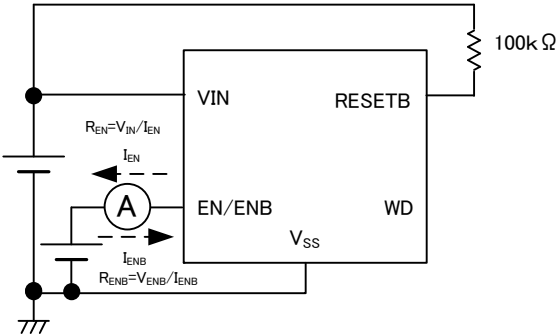 100kΩ
VIN
RESETB
R_EN=V_IN/I_EN
I_EN
A
EN/ENB
WD
V_SS
I_ENB
R_ENB=V_ENB/I_ENB